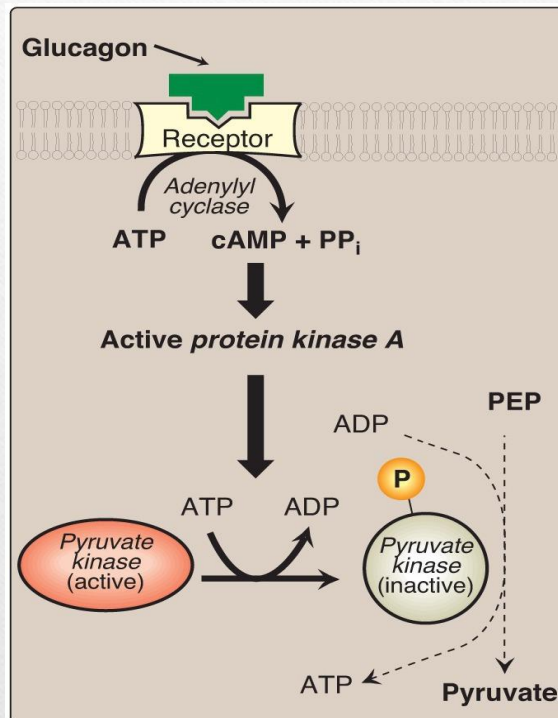 Glucagon
Receptor
Adenylyl
cyclase
ATP
cAMP + PPi
Active protein kinase A
PEP
ADP
P
ATP
ADP
Pyruvate
kinase
(active)
Pyruvate
kinase
(inactive)
ATP
Pyruvate